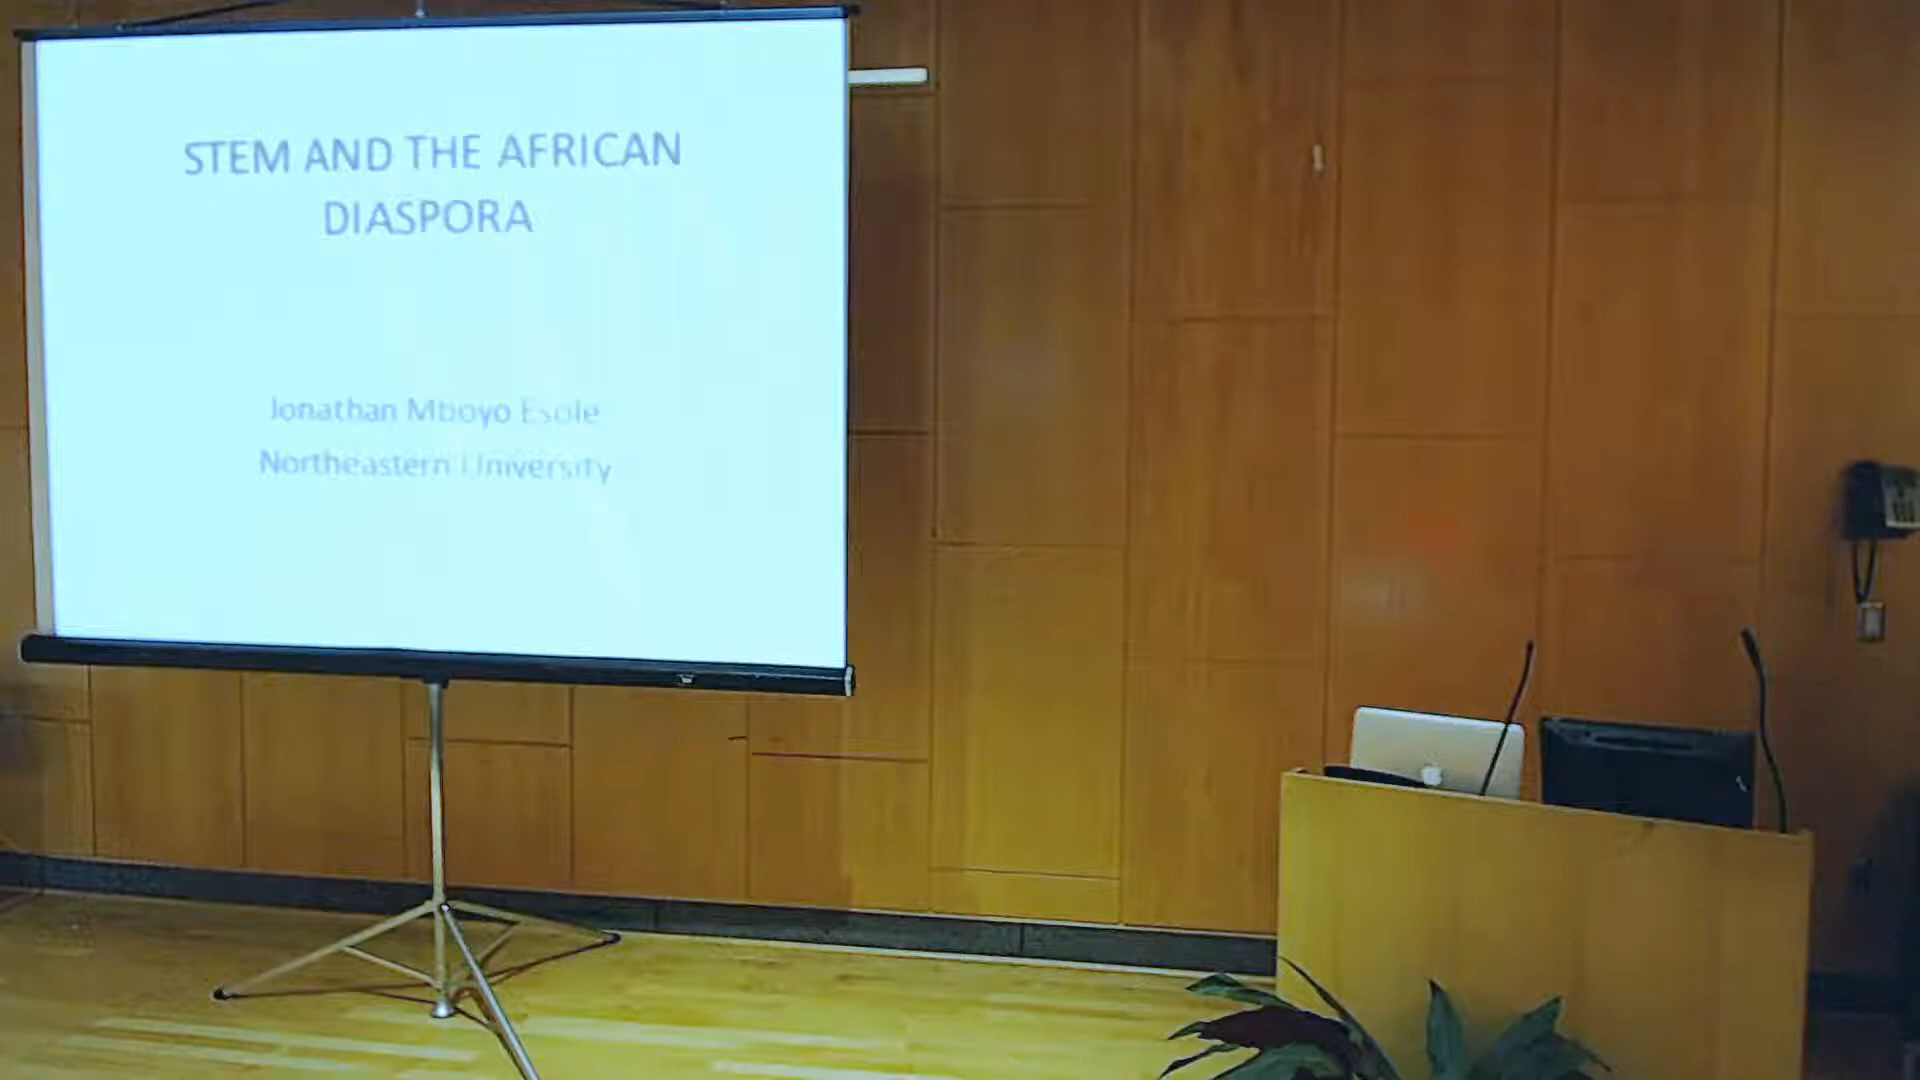 STEM AND THE AFRICAN
DIASPORA
Jonathan Mboyo Esole
Northeastern University